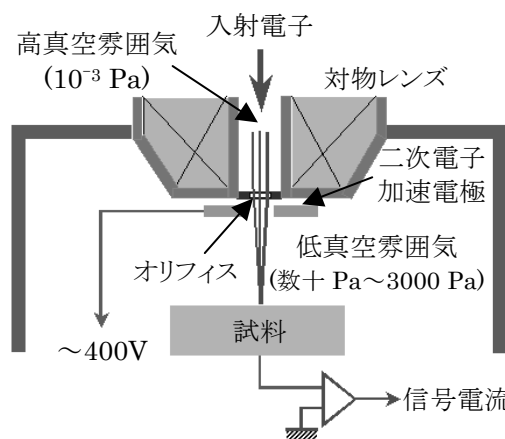 入射電子
高真空雰囲気
(10⁻³ Pa)
対物レンズ
二次電子
加速電極
オリフィス
低真空雰囲気
(数十 Pa～3000 Pa)
試料
～400V
信号電流